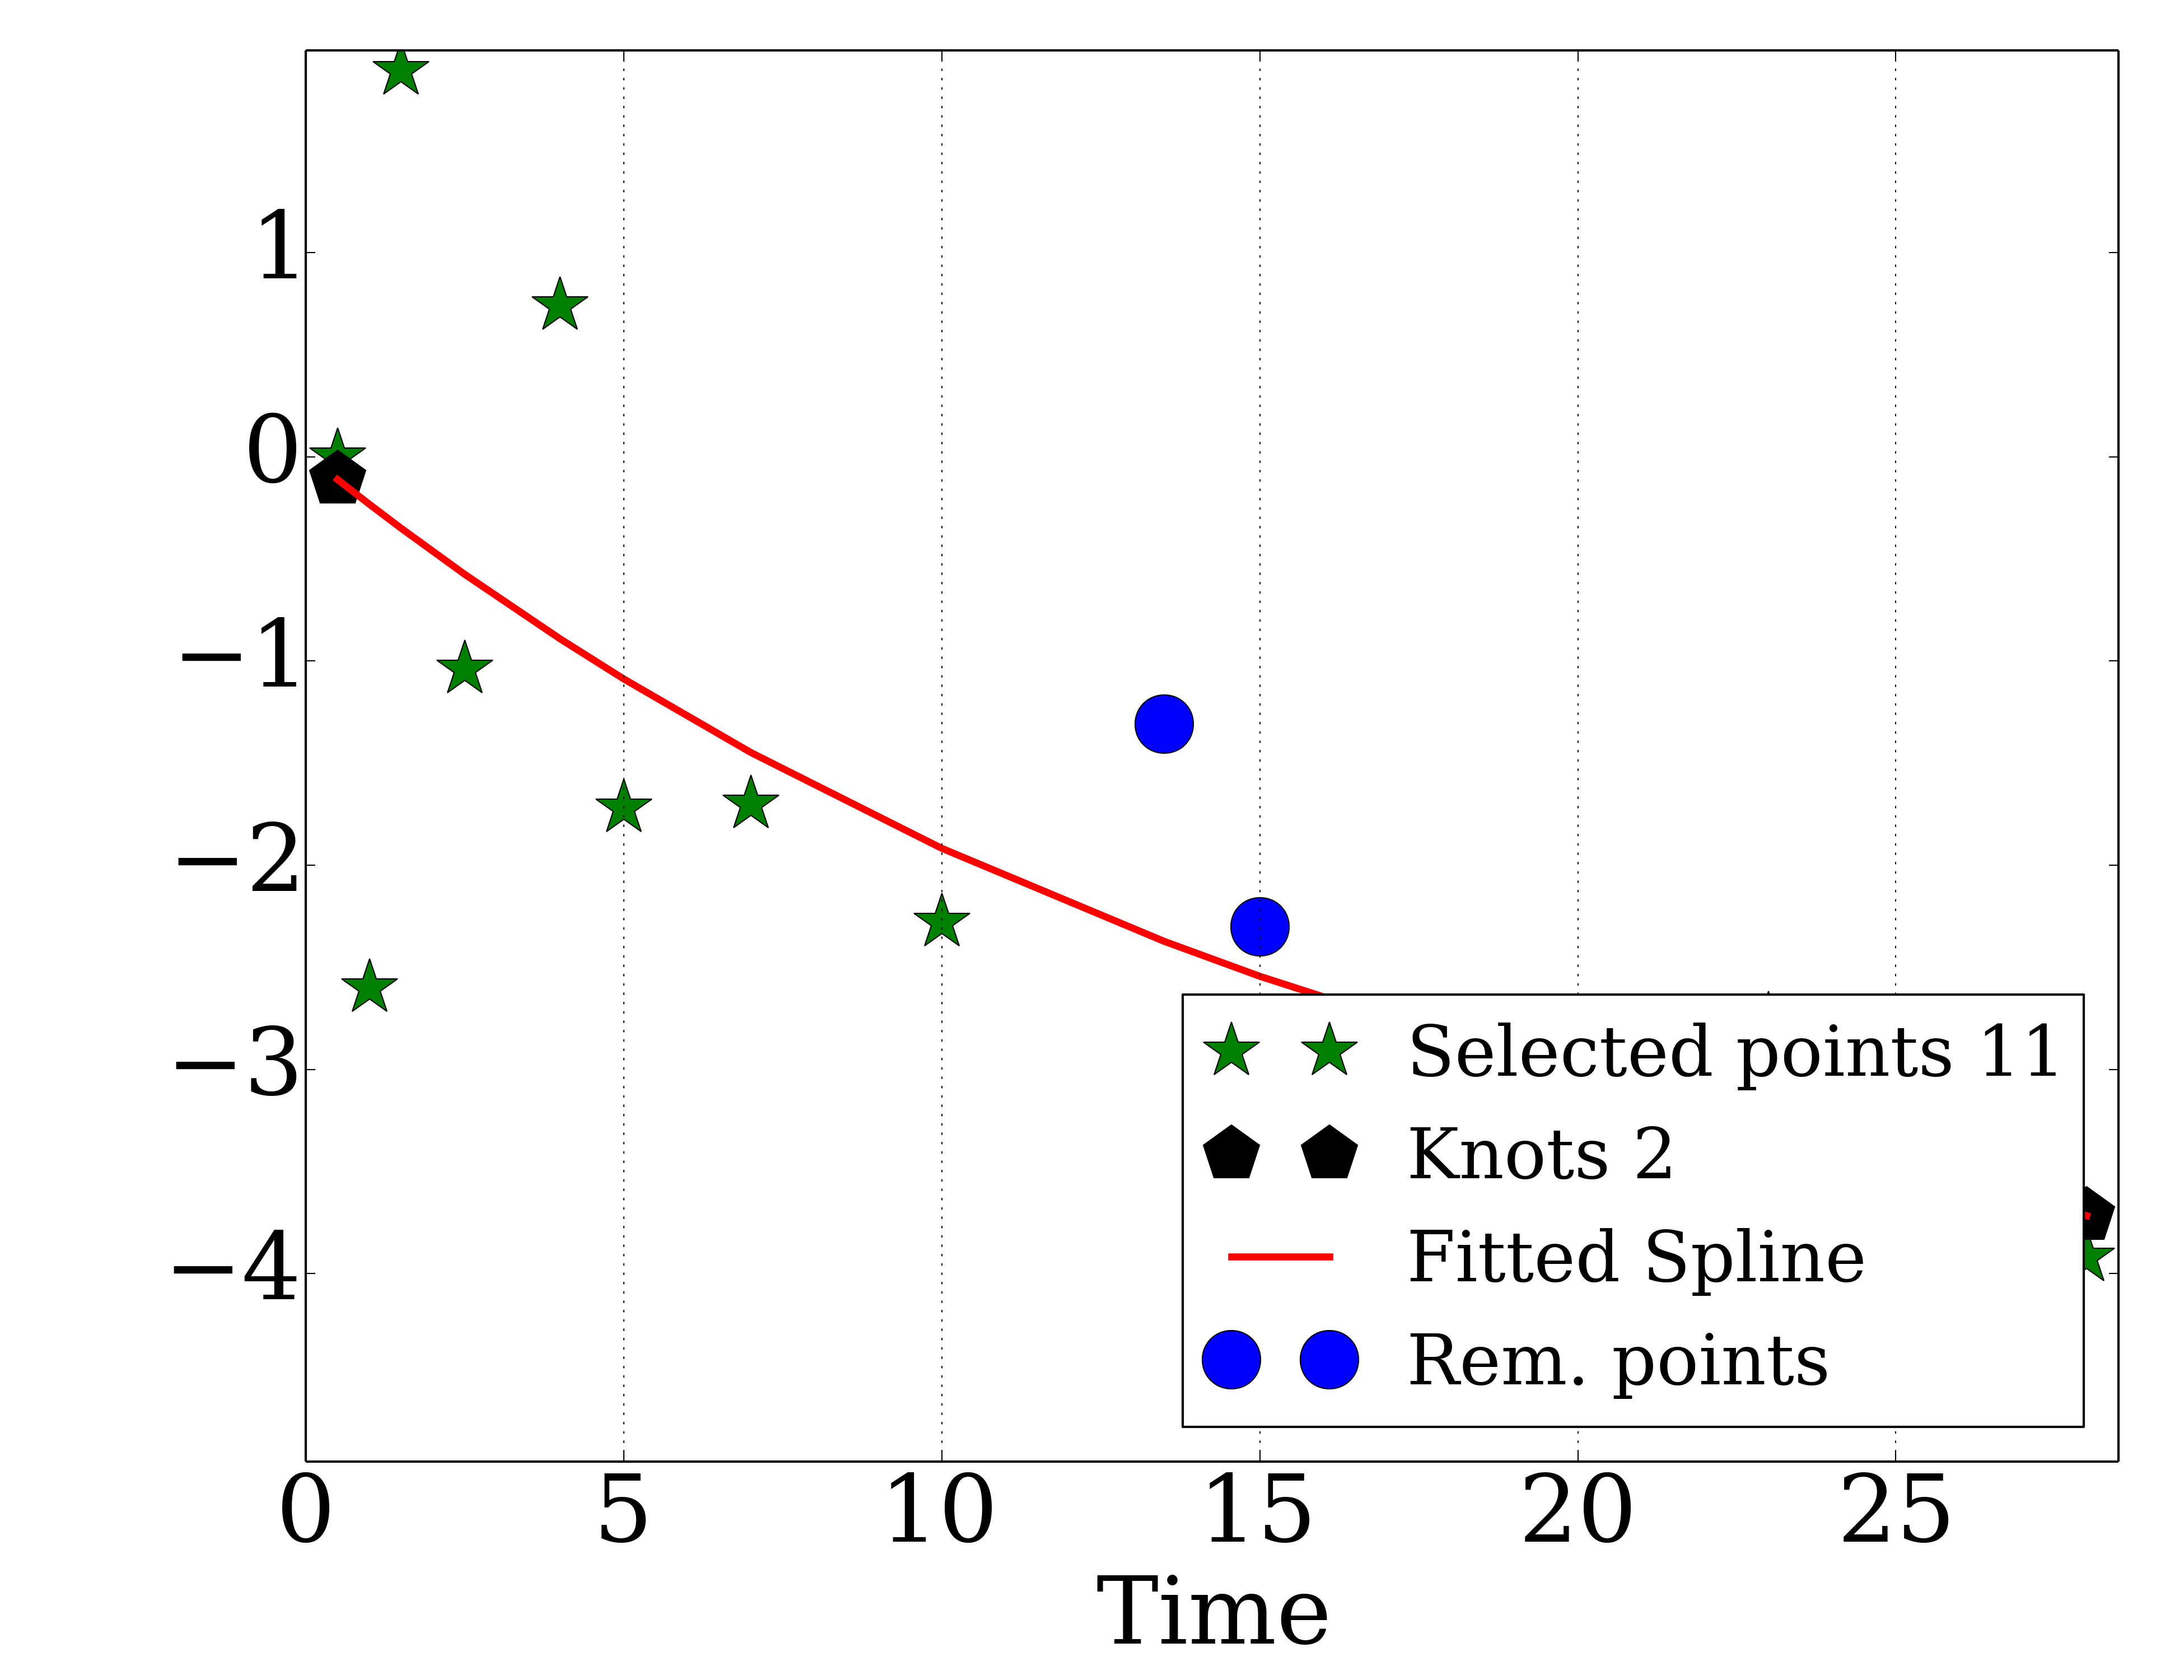 1
0
−1
−2
−3
−4
Selected points 11
Knots 2
Fitted Spline
Rem. points
0 5 10 15 20 25
Time